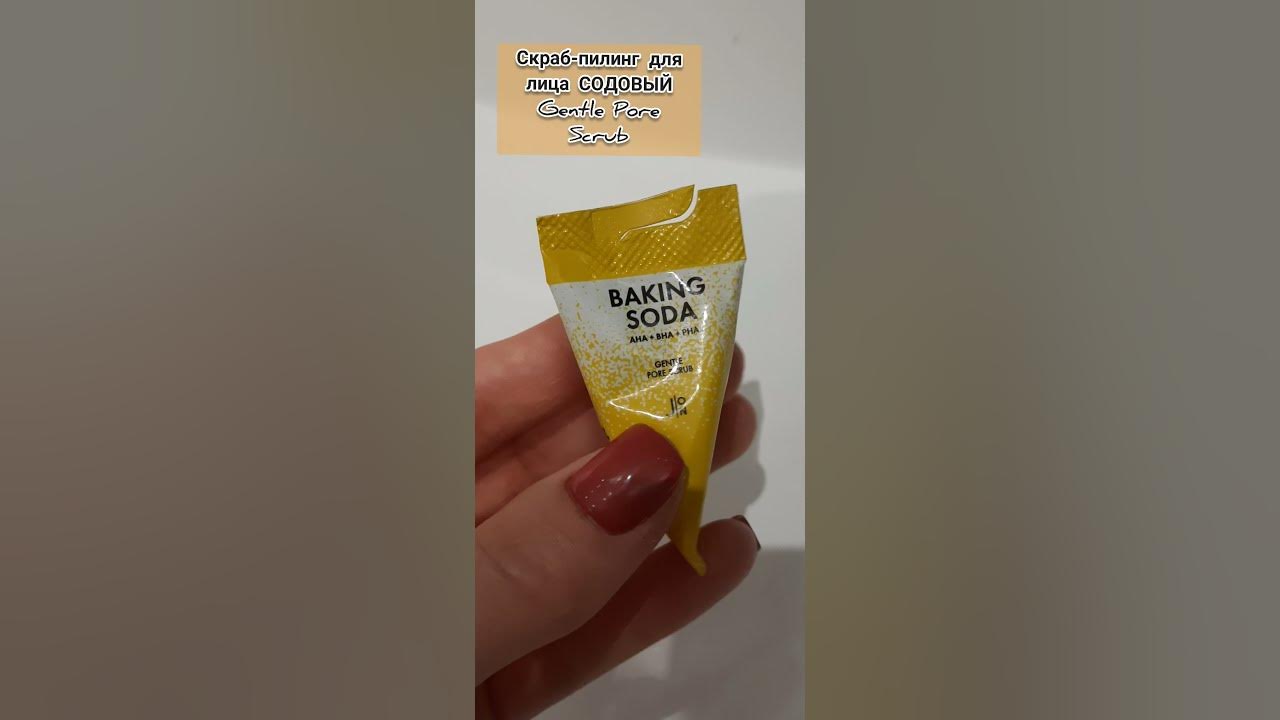 Скраб-пилинг для
лица СОДОВЫЙ
Gentle Pore
Scrub
BAKING
SODA
AHA + BHA + PHA
GENTLE
PORE SCRUB